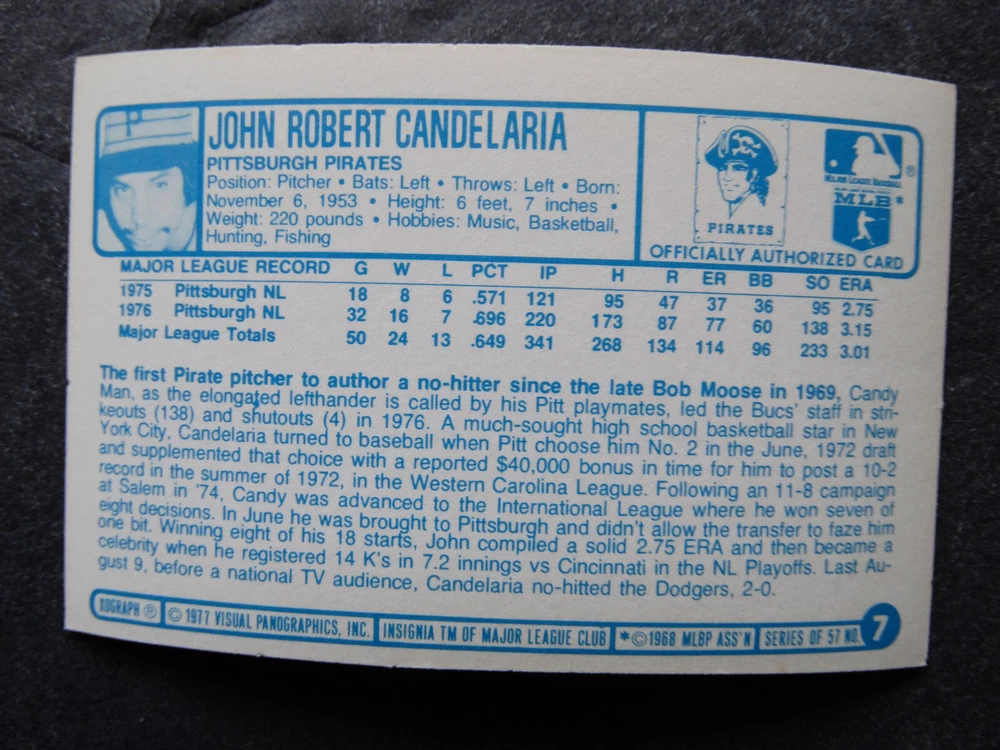 P
JOHN ROBERT CANDELARIA
PITTSBURGH PIRATES
Position: Pitcher • Bats: Left • Throws: Left • Born:
November 6, 1953 • Height: 6 feet, 7 inches •
Weight: 220 pounds • Hobbies: Music, Basketball,
Hunting, Fishing
PIRATES
MAJOR LEAGUE BASEBALL ®
MLB*
OFFICIALLY AUTHORIZED CARD
MAJOR LEAGUE RECORD G W L PCT IP H R ER BB SO ERA
1975 Pittsburgh NL 18 8 6 .571 121 95 47 37 36 95 2.75
1976 Pittsburgh NL 32 16 7 .696 220 173 87 77 60 138 3.15
Major League Totals 50 24 13 .649 341 268 134 114 96 233 3.01
The first Pirate pitcher to author a no-hitter since the late Bob Moose in 1969, Candy
Man, as the elongated lefthander is called by his Pitt playmates, led the Bucs' staff in stri-
keouts (138) and shutouts (4) in 1976. A much-sought high school basketball star in New
York City, Candelaria turned to baseball when Pitt choose him No. 2 in the June, 1972 draft
and supplemented that choice with a reported $40,000 bonus in time for him to post a 10-2
record in the summer of 1972, in the Western Carolina League. Following an 11-8 campaign
at Salem in '74, Candy was advanced to the International League where he won seven of
eight decisions. In June he was brought to Pittsburgh and didn't allow the transfer to faze him
one bit. Winning eight of his 18 starts, John compiled a solid 2.75 ERA and then became a
celebrity when he registered 14 K's in 7.2 innings vs Cincinnati in the NL Playoffs. Last Au-
gust 9, before a national TV audience, Candelaria no-hitted the Dodgers, 2-0.
XOGRAPH ® © 1977 VISUAL PANOGRAPHICS, INC. INSIGNIA TM OF MAJOR LEAGUE CLUB *© 1968 MLBP ASS'N SERIES OF 57 NO. 7